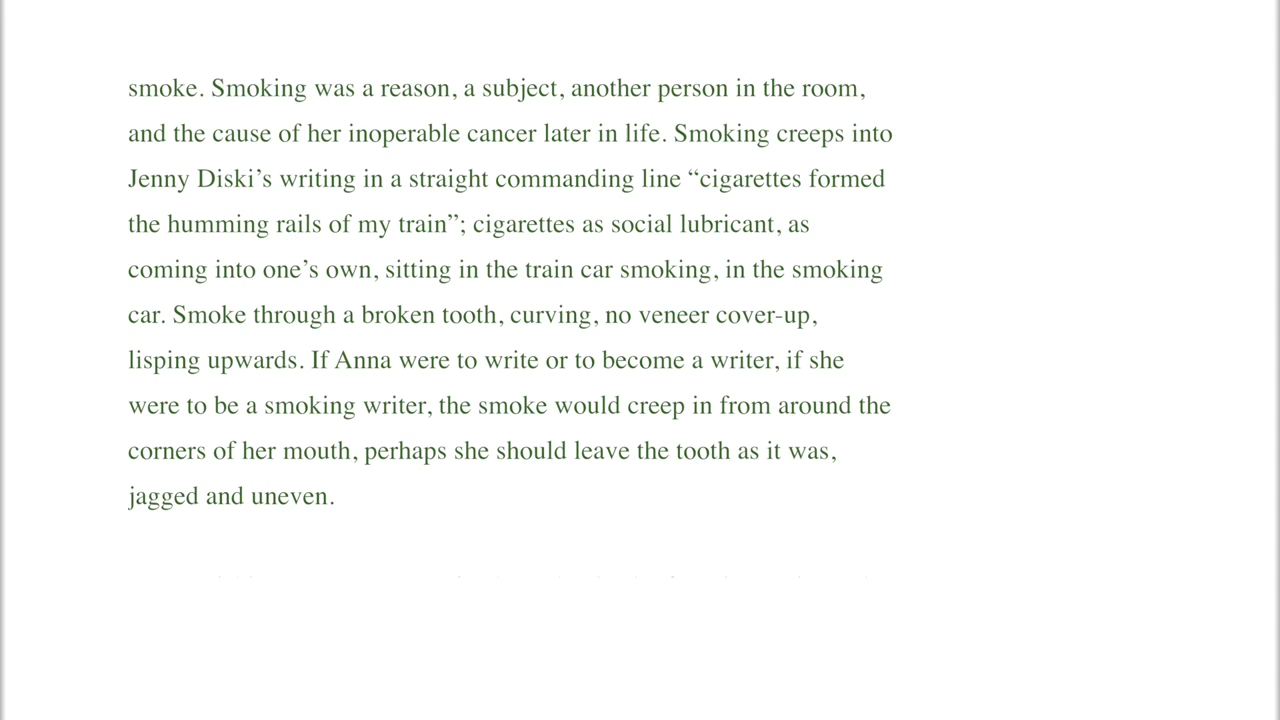 smoke. Smoking was a reason, a subject, another person in the room,
and the cause of her inoperable cancer later in life. Smoking creeps into
Jenny Diski’s writing in a straight commanding line “cigarettes formed
the humming rails of my train”; cigarettes as social lubricant, as
coming into one’s own, sitting in the train car smoking, in the smoking
car. Smoke through a broken tooth, curving, no veneer cover-up,
lisping upwards. If Anna were to write or to become a writer, if she
were to be a smoking writer, the smoke would creep in from around the
corners of her mouth, perhaps she should leave the tooth as it was,
jagged and uneven.